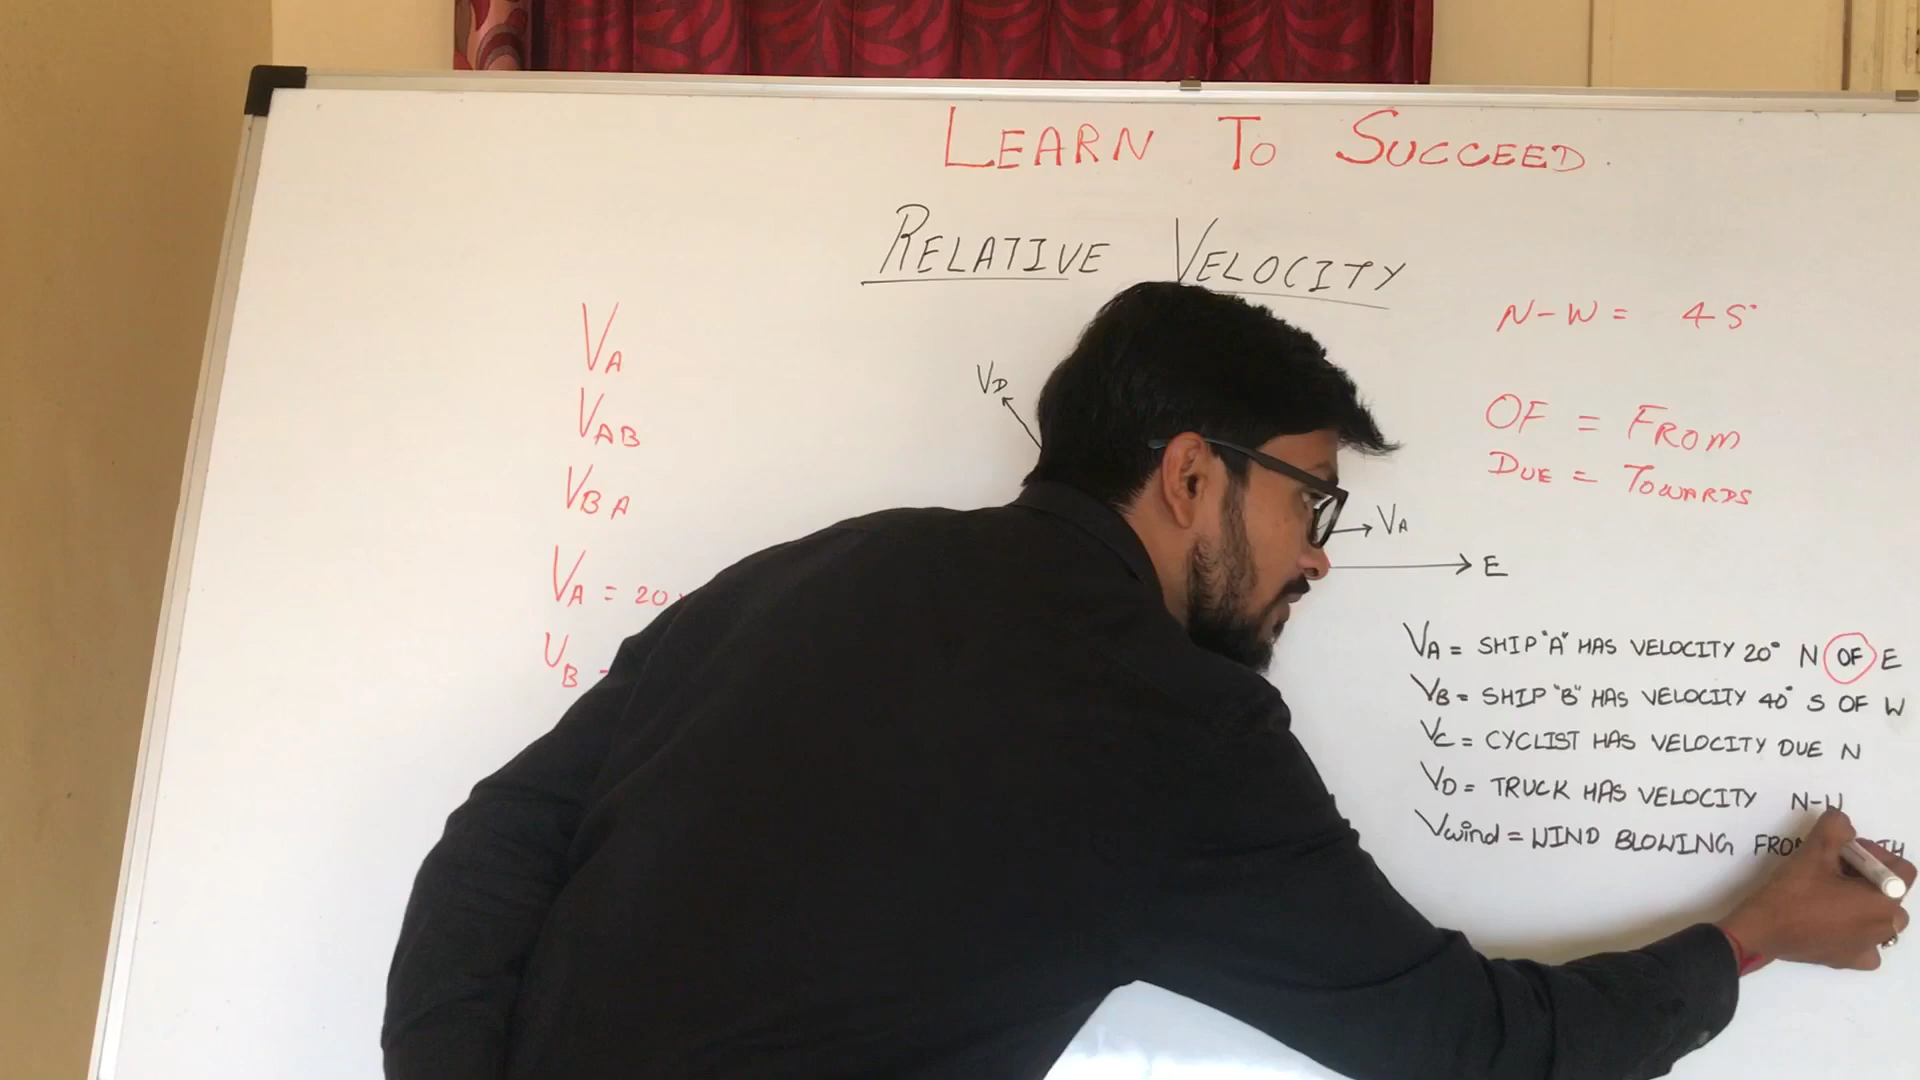 LEARN TO SUCCEED.
RELATIVE VELOCITY
VA
VAB
VBA
VA = 20
VB -
VD
VA
E
N-W = 45°
OF = FROM
DUE = TOWARDS
VA = SHIP "A" HAS VELOCITY 20° N OF E
VB = SHIP "B" HAS VELOCITY 40° S OF W
VC = CYCLIST HAS VELOCITY DUE N
VD = TRUCK HAS VELOCITY N-W
Vwind = WIND BLOWING